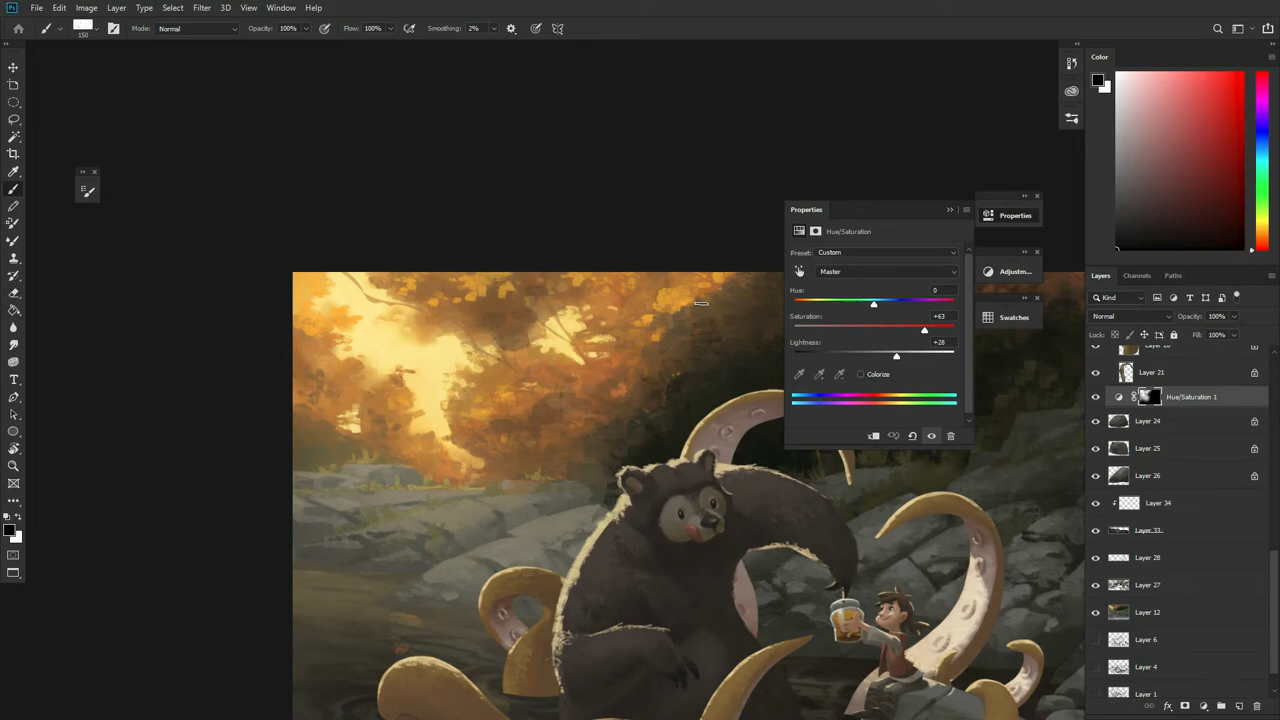 Ps File Edit Image Layer Type Select Filter 3D View Window Help
150 Mode: Normal Opacity: 100% Flow: 100% Smoothing: 2%
Color
Properties
Properties
Hue/Saturation
Preset: Custom
Master
Adjustm...
Hue: 0
Saturation: +63
Swatches
Lightness: +28
Colorize
Layers Channels Paths
Kind
Normal Opacity: 100%
Lock: Fill: 100%
Layer 21
Hue/Saturation 1
Layer 24
Layer 25
Layer 26
Layer 34
Layer 33
Layer 28
Layer 27
Layer 12
Layer 6
Layer 4
Layer 1
fx